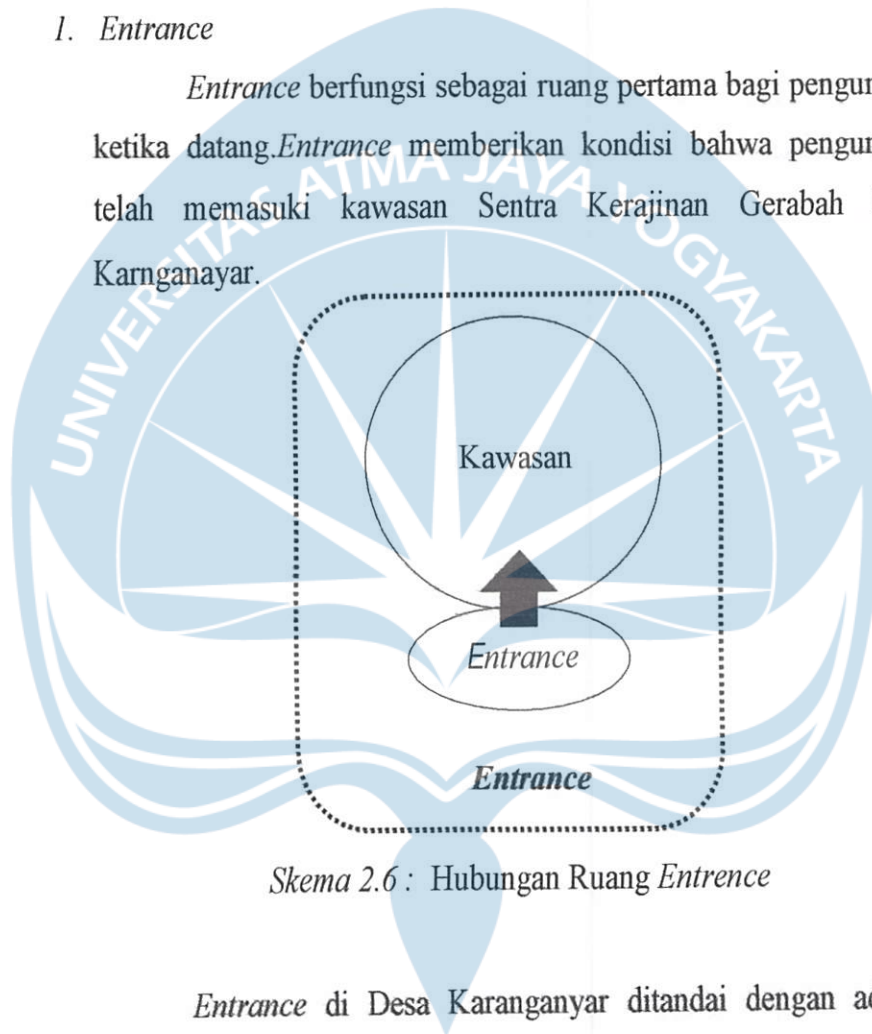 1. Entrance
Entrance berfungsi sebagai ruang pertama bagi
ketika datang.Entrance memberikan kondisi bahwa
telah memasuki kawasan Sentra Kerajinan Gerabah
Karnganayar.
UNIVERSITAS ATMA JAYA YOGYAKARTA
Kawasan
Entrance
Entrance
Skema 2.6 : Hubungan Ruang Entrence
Entrance di Desa Karanganyar ditandai dengan